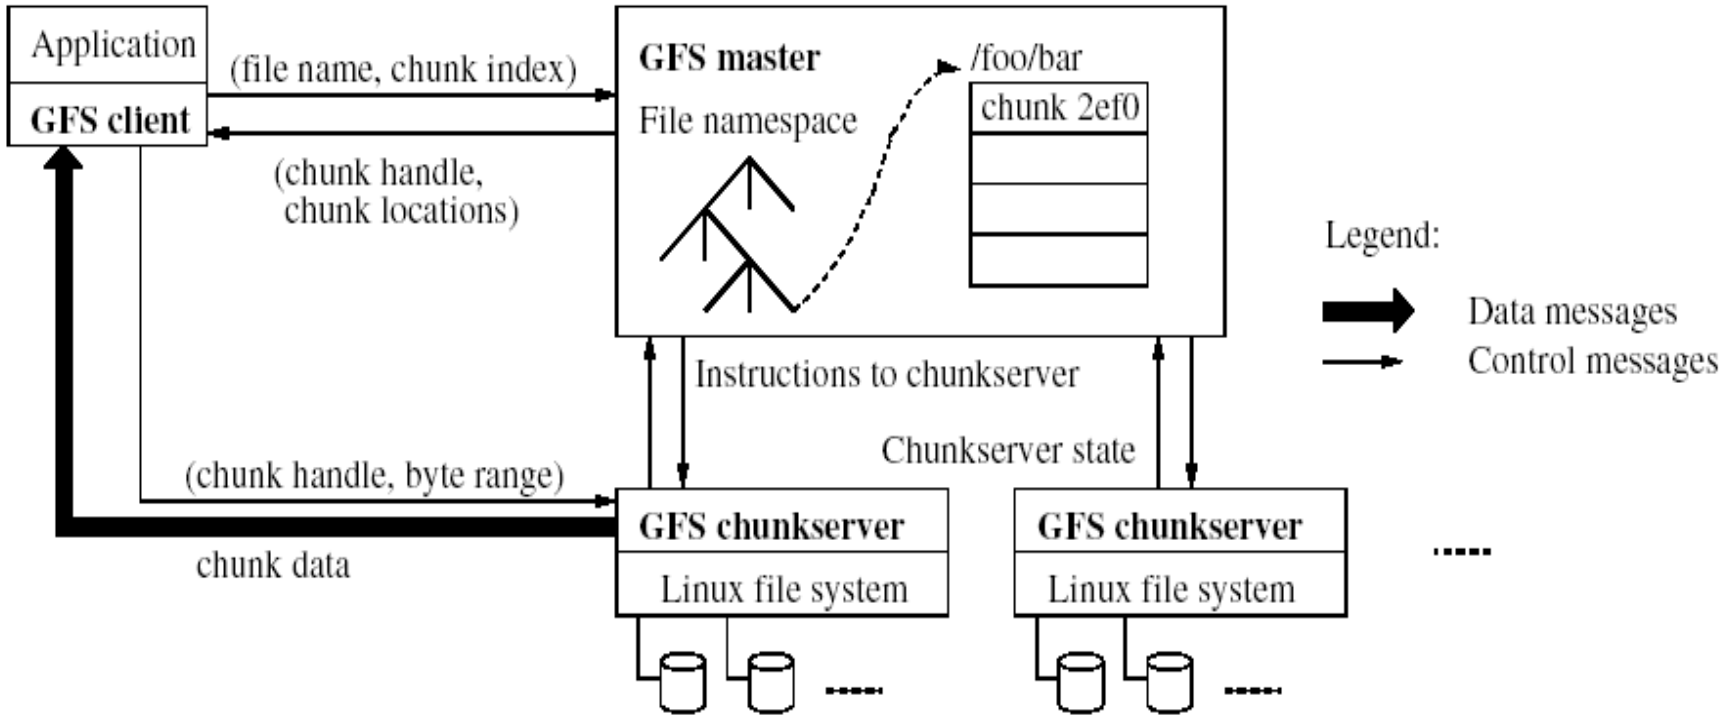 Application
GFS client
(file name, chunk index)
(chunk handle,
chunk locations)
GFS master
File namespace
/foo/bar
chunk 2ef0
Legend:
Data messages
Control messages
Instructions to chunkserver
Chunkserver state
(chunk handle, byte range)
chunk data
GFS chunkserver
Linux file system
GFS chunkserver
Linux file system